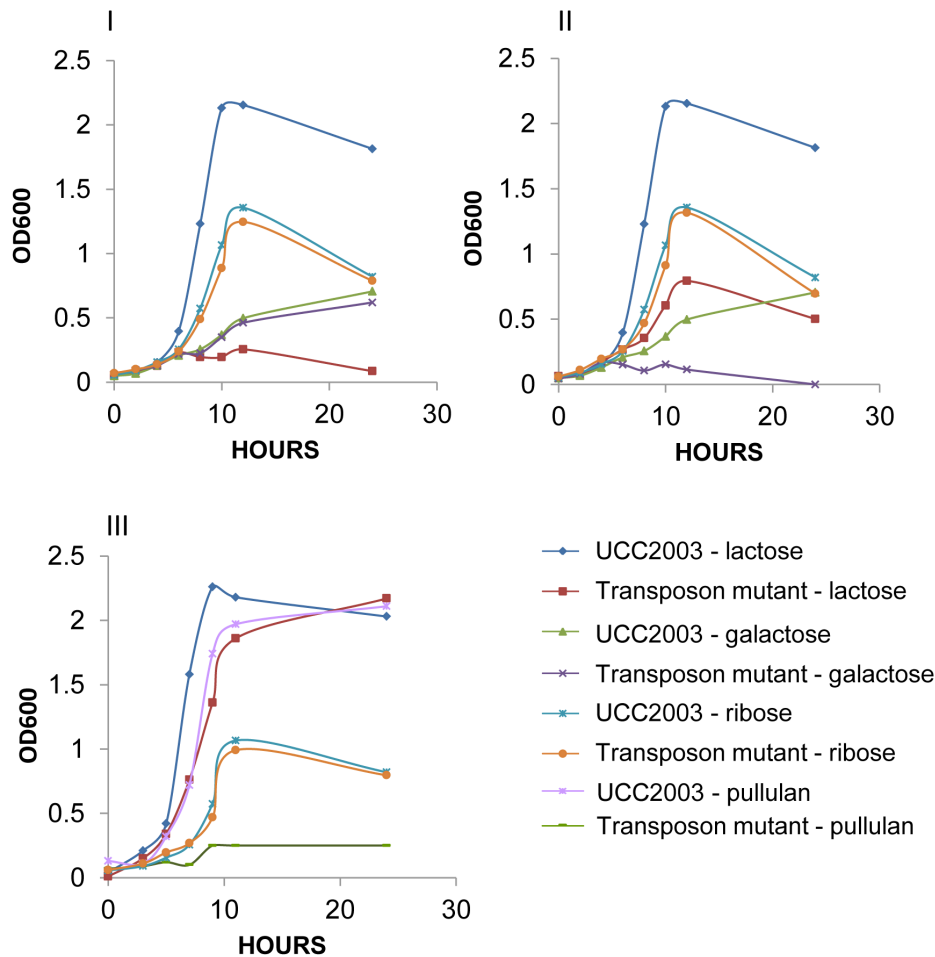 I
2.5
2
1.5
1
0.5
0
0
10
20
30
OD600
HOURS
II
2.5
2
1.5
1
0.5
0
0
10
20
30
OD600
HOURS
III
2.5
2
1.5
1
0.5
0
0
10
20
30
OD600
HOURS
UCC2003 - lactose
Transposon mutant - lactose
UCC2003 - galactose
Transposon mutant - galactose
UCC2003 - ribose
Transposon mutant - ribose
UCC2003 - pullulan
Transposon mutant - pullulan